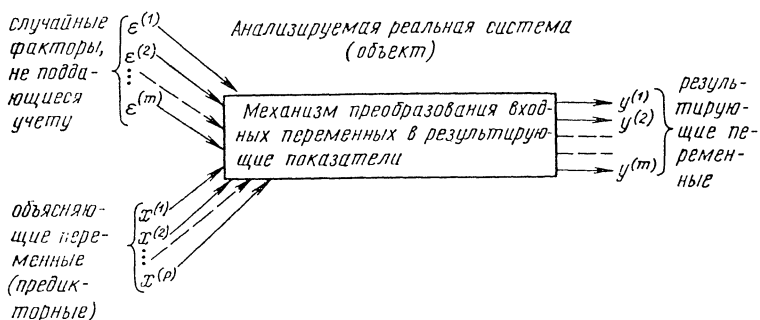 случайные
факторы,
не подда-
ющиеся
учету
ε⁽¹⁾
ε⁽²⁾
⋮
ε⁽ᵐ⁾
Анализируемая реальная система
(объект)
Механизм преобразования вход-
ных переменных в результирую-
щие показатели
y⁽¹⁾
y⁽²⁾
y⁽ᵐ⁾
резуль-
тирую-
щие пе-
ремен-
ные
объясняю-
щие пере-
менные
(предик-
торные)
x⁽¹⁾
x⁽²⁾
⋮
x⁽ᵖ⁾